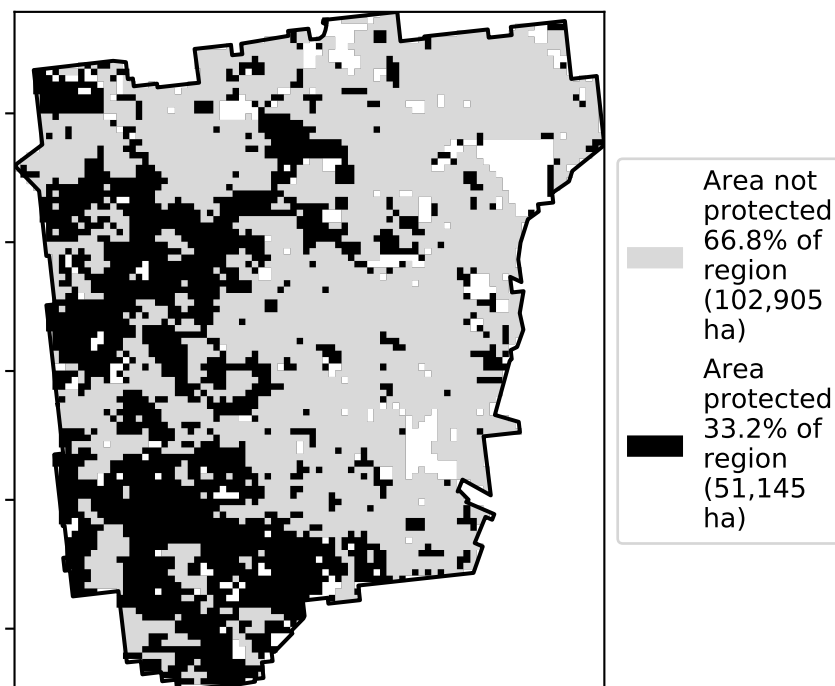 Area not
protected
66.8% of
region
(102,905
ha)
Area
protected
33.2% of
region
(51,145
ha)